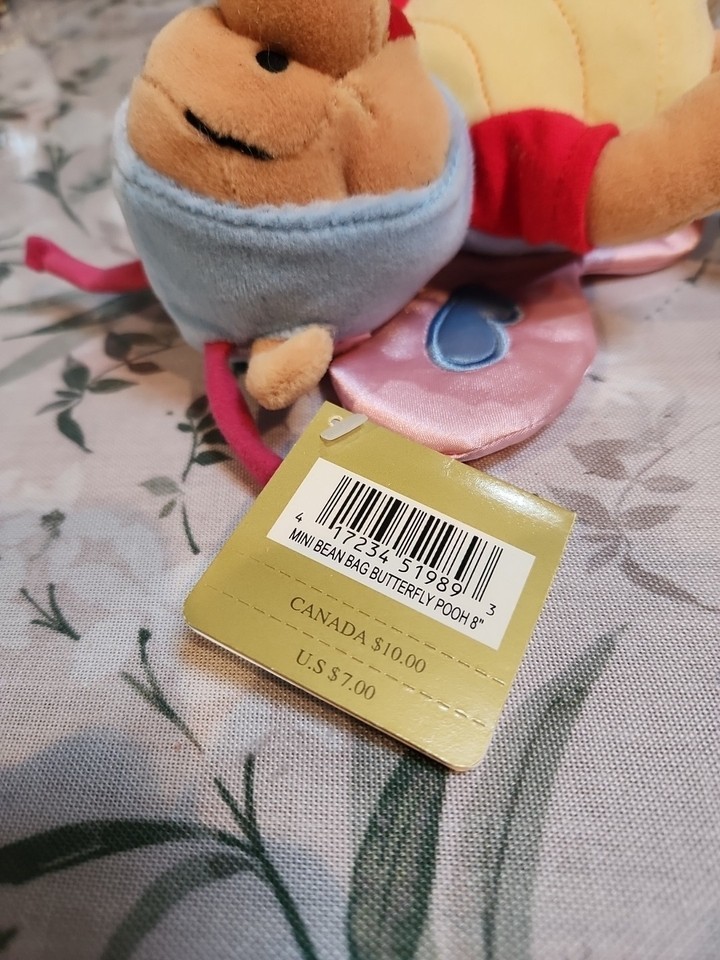 4 17234 51989 3
MINI BEAN BAG BUTTERFLY POOH 8"
CANADA $10.00
U.S $7.00